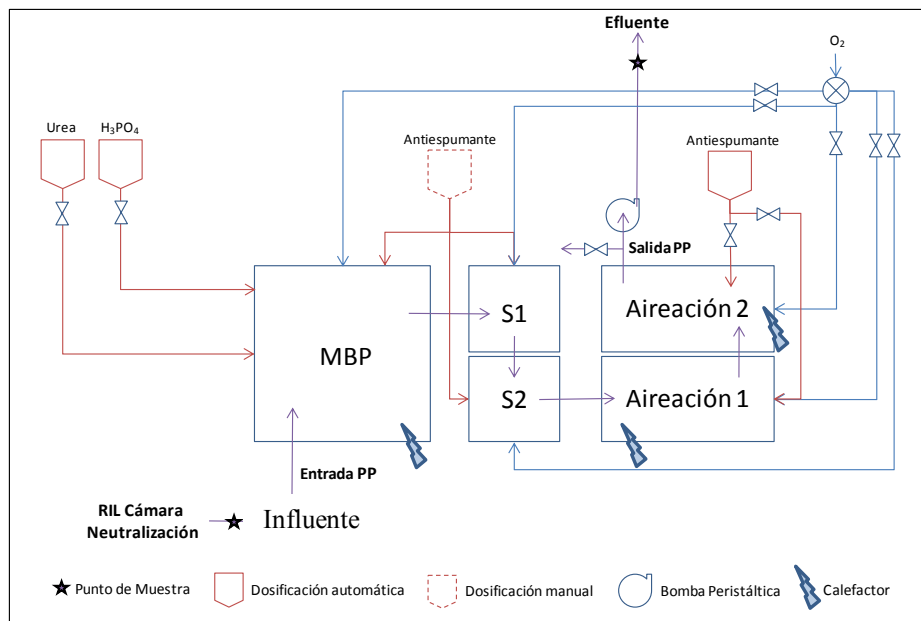 Efluente
O₂
Urea
H₃PO₄
Antiespumante
Antiespumante
Salida PP
S1
Aireación 2
MBP
S2
Aireación 1
Entrada PP
RIL Cámara
Neutralización
Influente
Punto de Muestra
Dosificación automática
Dosificación manual
Bomba Peristáltica
Calefactor